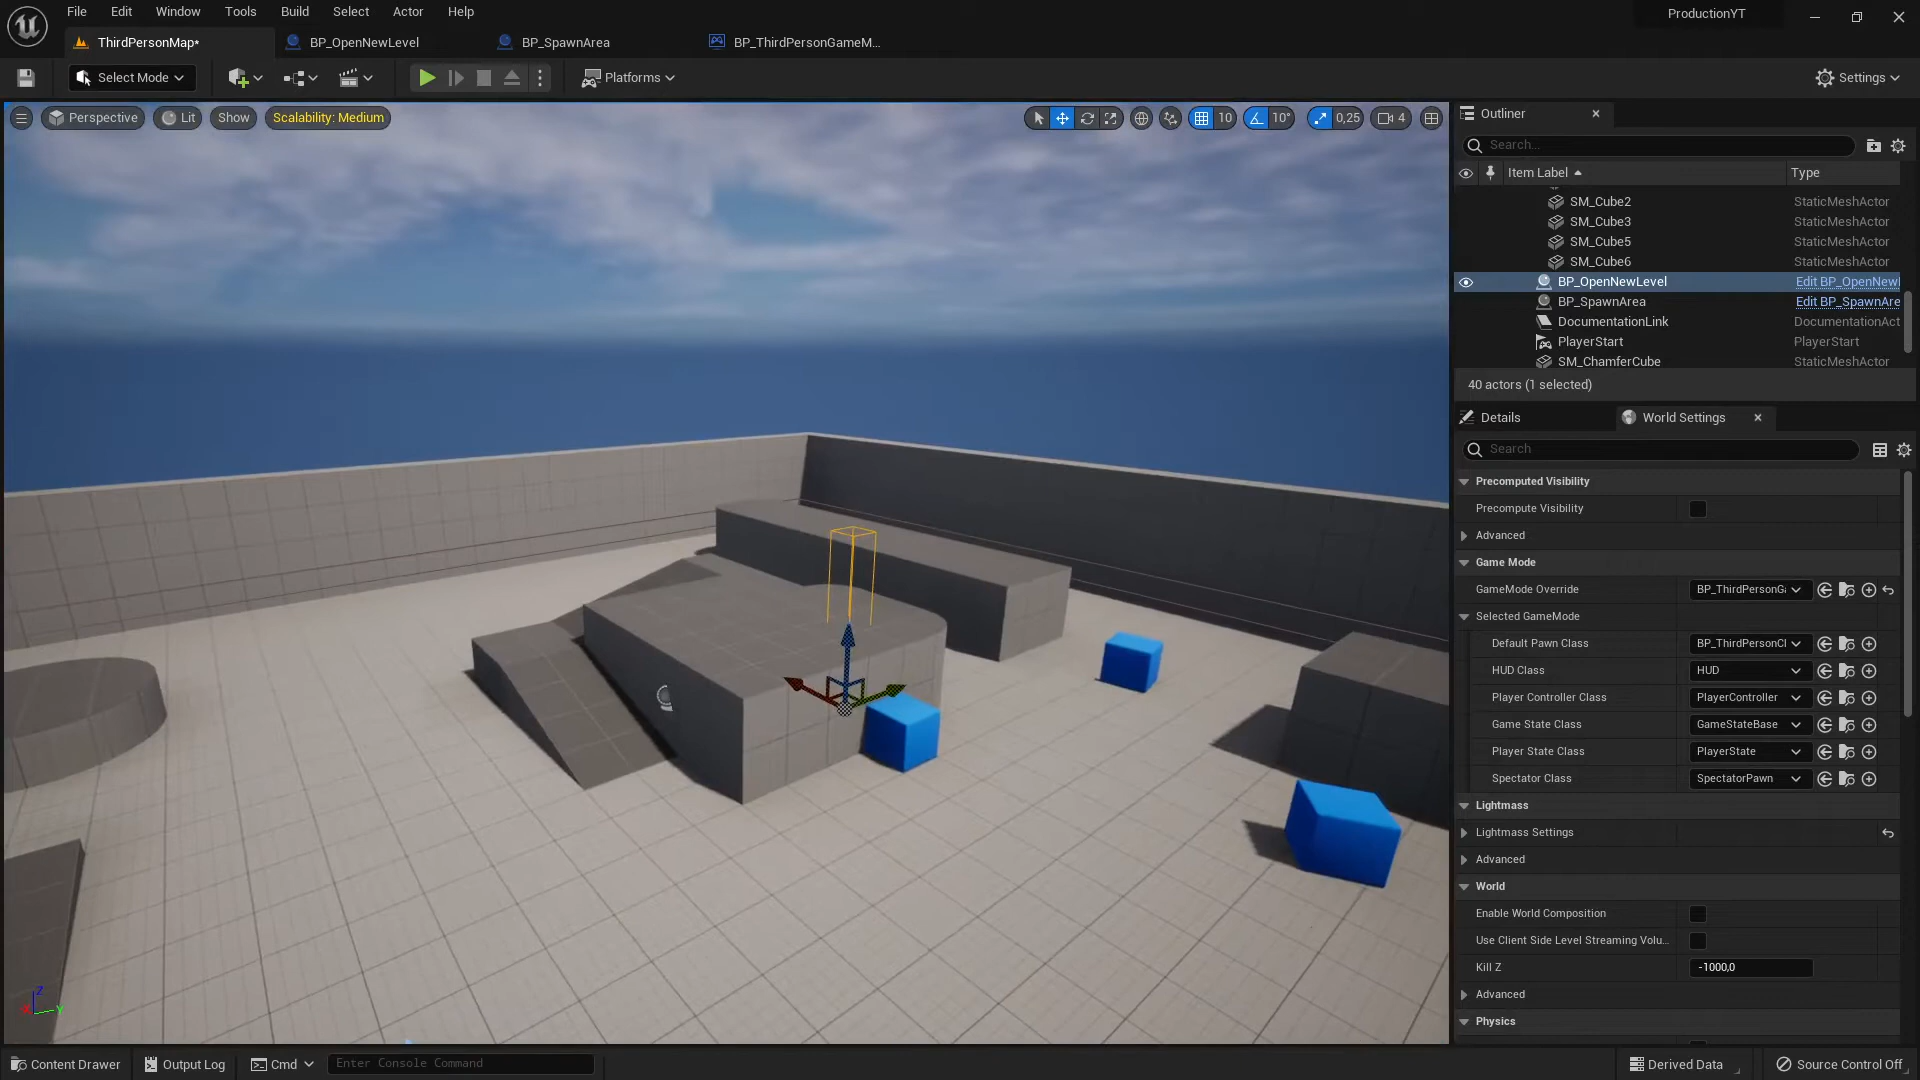 File Edit Window Tools Build Select Actor Help
ProductionYT
ThirdPersonMap*
BP_OpenNewLevel
BP_SpawnArea
BP_ThirdPersonGameM...
Select Mode
Platforms
Settings
Perspective
Lit
Show
Scalability: Medium
10
10°
0,25
4
Outliner
Search...
Item Label
Type
SM_Cube2 StaticMeshActor
SM_Cube3 StaticMeshActor
SM_Cube5 StaticMeshActor
SM_Cube6 StaticMeshActor
BP_OpenNewLevel Edit BP_OpenNewl
BP_SpawnArea Edit BP_SpawnAre
DocumentationLink DocumentationAct
PlayerStart PlayerStart
SM_ChamferCube StaticMeshActor
40 actors (1 selected)
Details
World Settings
Search
Precomputed Visibility
Precompute Visibility
Advanced
Game Mode
GameMode Override BP_ThirdPersonGa
Selected GameMode
Default Pawn Class BP_ThirdPersonCl
HUD Class HUD
Player Controller Class PlayerController
Game State Class GameStateBase
Player State Class PlayerState
Spectator Class SpectatorPawn
Lightmass
Lightmass Settings
Advanced
World
Enable World Composition
Use Client Side Level Streaming Volu...
Kill Z -1000,0
Advanced
Physics
Z
X
Y
Content Drawer
Output Log
Cmd
Enter Console Command
Derived Data
Source Control Off